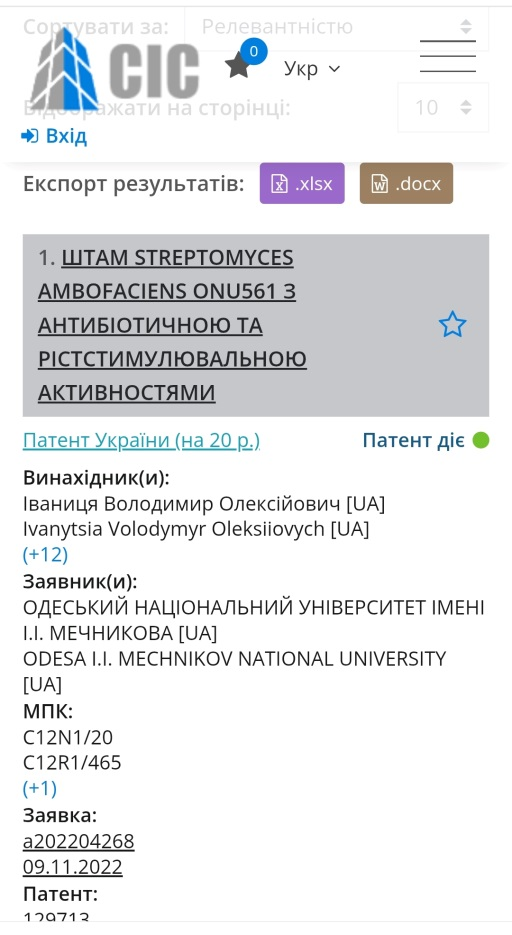 Сортувати за: Релевантністю
СІС
0
Укр
Відображати на сторінці: 10
Вхід
Експорт результатів: .xlsx .docx
1. ШТАМ STREPTOMYCES
AMBOFACIENS ONU561 З
АНТИБІОТИЧНОЮ ТА
РІСТСТИМУЛЮВАЛЬНОЮ
АКТИВНОСТЯМИ
Патент України (на 20 р.) Патент діє
Винахідник(и):
Іваниця Володимир Олексійович [UA]
Ivanytsia Volodymyr Oleksiiovych [UA]
(+12)
Заявник(и):
ОДЕСЬКИЙ НАЦІОНАЛЬНИЙ УНІВЕРСИТЕТ ІМЕНІ
І.І. МЕЧНИКОВА [UA]
ODESA I.I. MECHNIKOV NATIONAL UNIVERSITY
[UA]
МПК:
C12N1/20
C12R1/465
(+1)
Заявка:
a202204268
09.11.2022
Патент:
129713